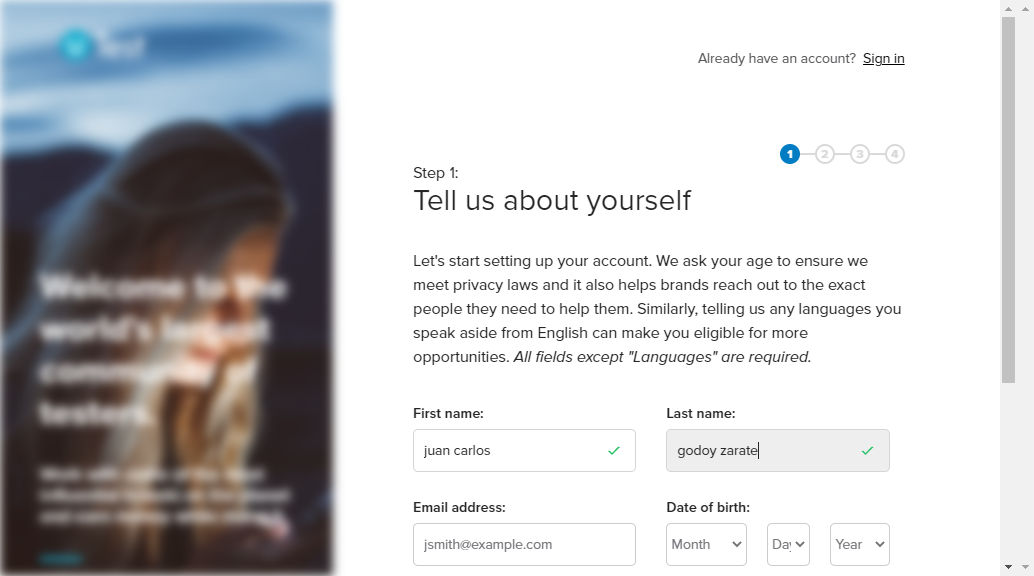 Test
Welcome to the
world's largest
community of
testers.
Already have an account? Sign in
1 2 3 4
Step 1:
Tell us about yourself
Let's start setting up your account. We ask your age to ensure we
meet privacy laws and it also helps brands reach out to the exact
people they need to help them. Similarly, telling us any languages you
speak aside from English can make you eligible for more
opportunities. All fields except "Languages" are required.
First name: Last name:
juan carlos godoy zarate
Email address: Date of birth:
jsmith@example.com Month Day Year